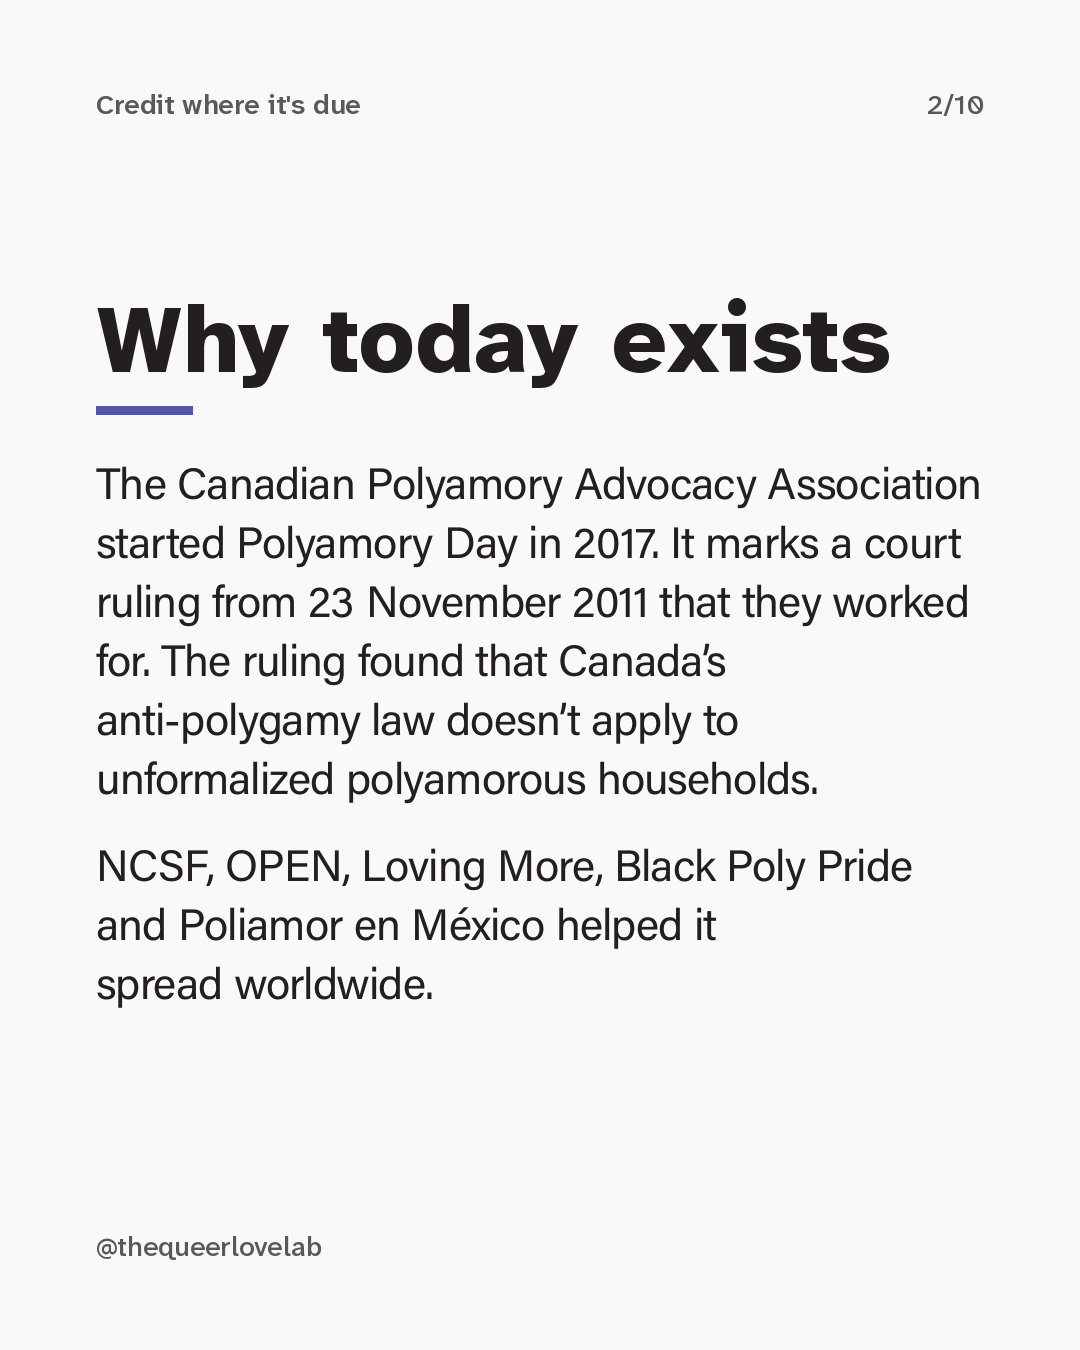 Credit where it's due
2/10
Why today exists
The Canadian Polyamory Advocacy Association
started Polyamory Day in 2017. It marks a court
ruling from 23 November 2011 that they worked
for. The ruling found that Canada’s
anti-polygamy law doesn’t apply to
unformalized polyamorous households.
NCSF, OPEN, Loving More, Black Poly Pride
and Poliamor en México helped it
spread worldwide.
@thequeerlovelab